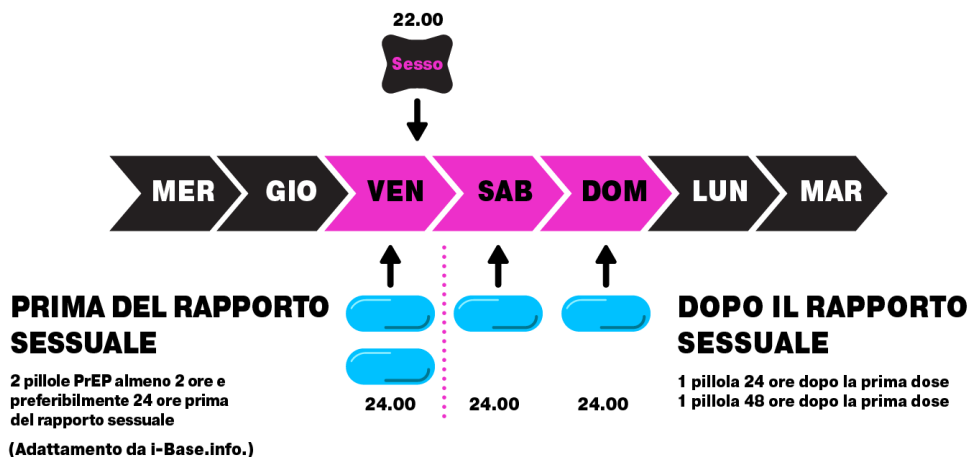 22.00
Sesso
MER GIO VEN SAB DOM LUN MAR
PRIMA DEL RAPPORTO
SESSUALE
2 pillole PrEP almeno 2 ore e
preferibilmente 24 ore prima
del rapporto sessuale
(Adattamento da i-Base.info.)
24.00 24.00 24.00
DOPO IL RAPPORTO
SESSUALE
1 pillola 24 ore dopo la prima dose
1 pillola 48 ore dopo la prima dose